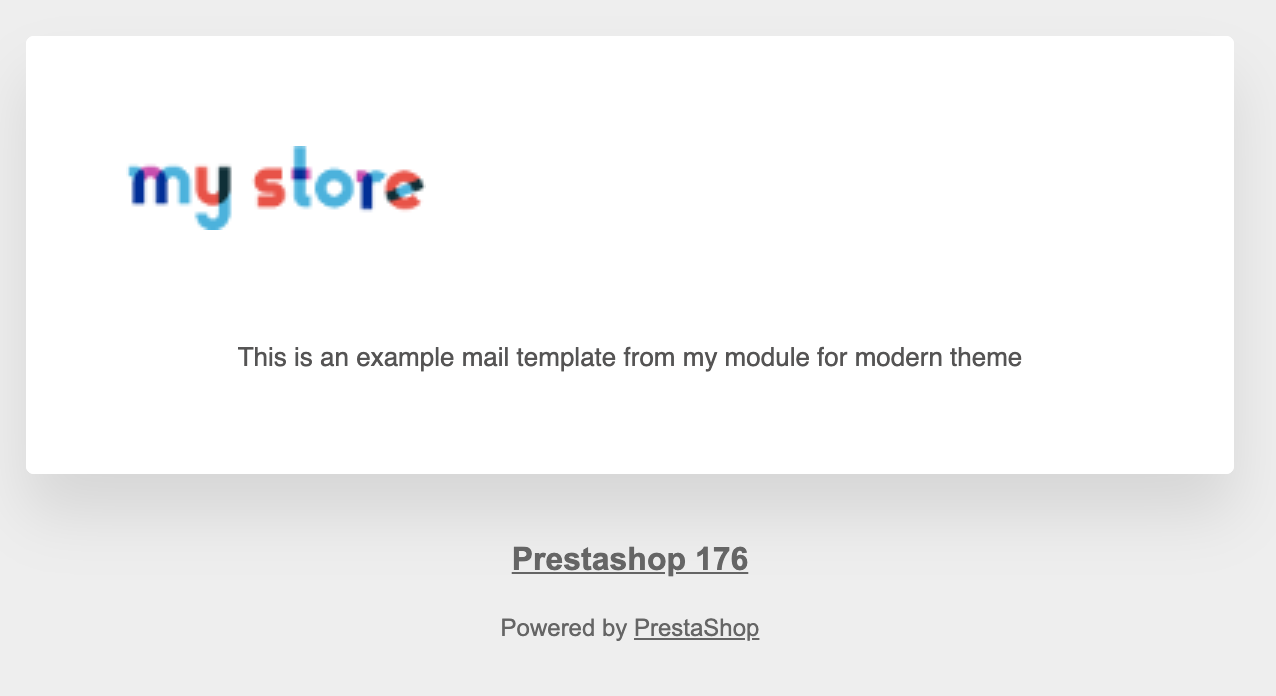 my store
This is an example mail template from my module for modern theme
Prestashop 176
Powered by PrestaShop